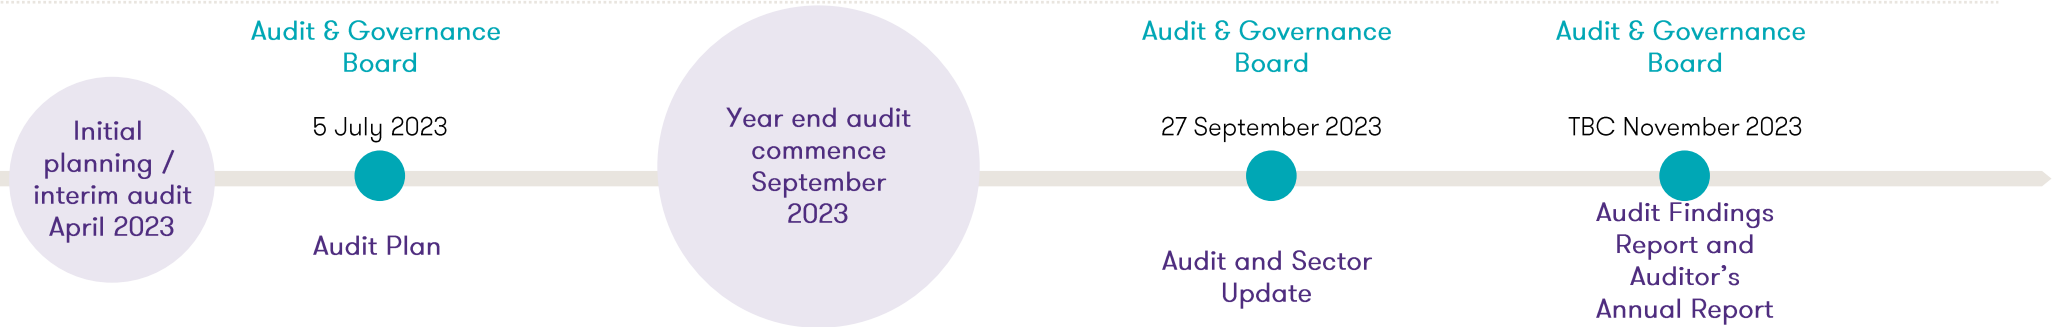 Initial
planning /
interim audit
April 2023
Audit & Governance
Board
5 July 2023
Audit Plan
Year end audit
commence
September
2023
Audit & Governance
Board
27 September 2023
Audit and Sector
Update
Audit & Governance
Board
TBC November 2023
Audit Findings
Report and
Auditor’s
Annual Report